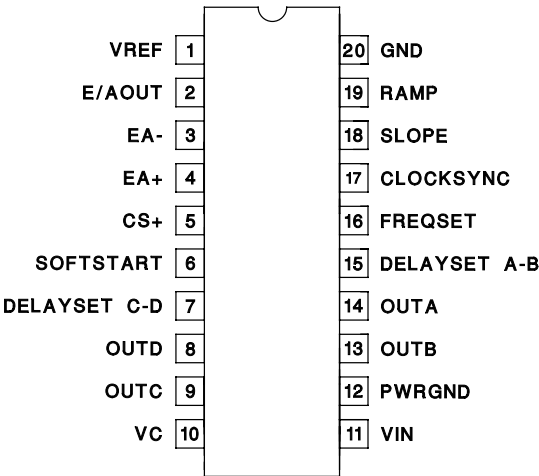 VREF 1 20 GND
E/AOUT 2 19 RAMP
EA- 3 18 SLOPE
EA+ 4 17 CLOCKSYNC
CS+ 5 16 FREQSET
SOFTSTART 6 15 DELAYSET A-B
DELAYSET C-D 7 14 OUTA
OUTD 8 13 OUTB
OUTC 9 12 PWRGND
VC 10 11 VIN